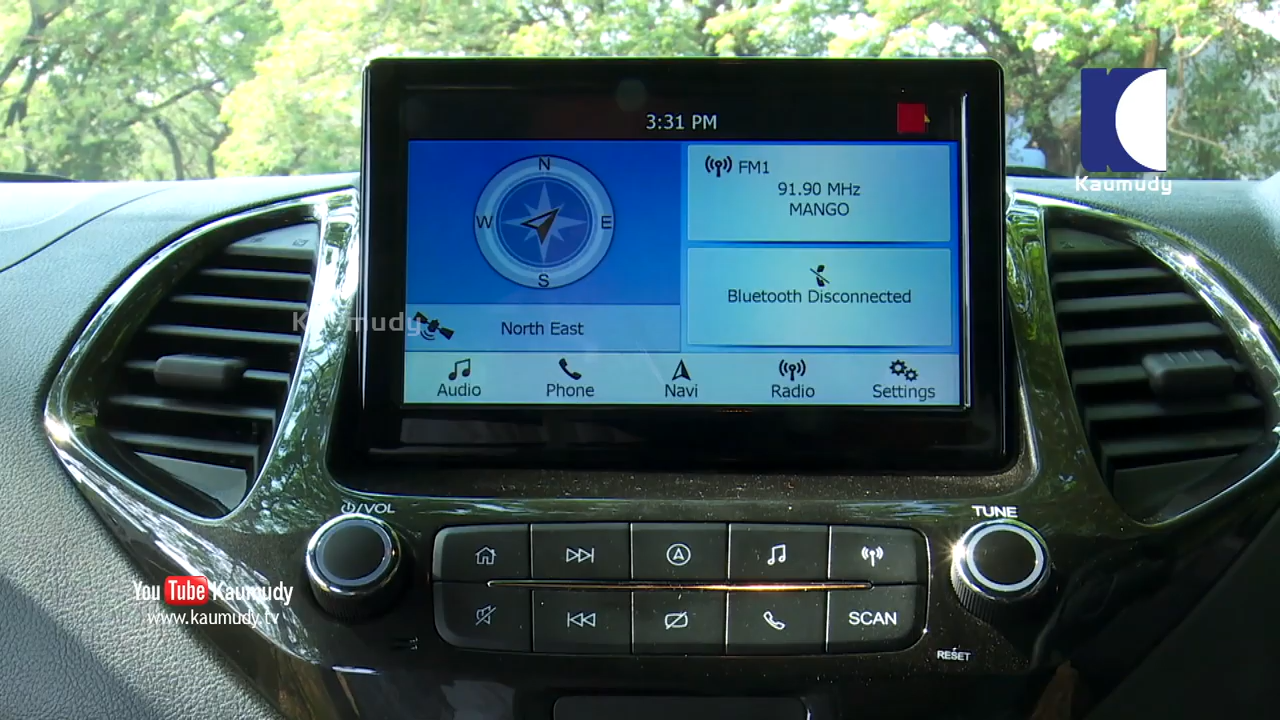 3:31 PM
N
W E
S
North East
FM1
91.90 MHz
MANGO
Bluetooth Disconnected
Audio Phone Navi Radio Settings
Kaumudy
Kaumudy
/VOL
TUNE
SCAN
RESET
You Tube Kaumudy
www.kaumudy.tv